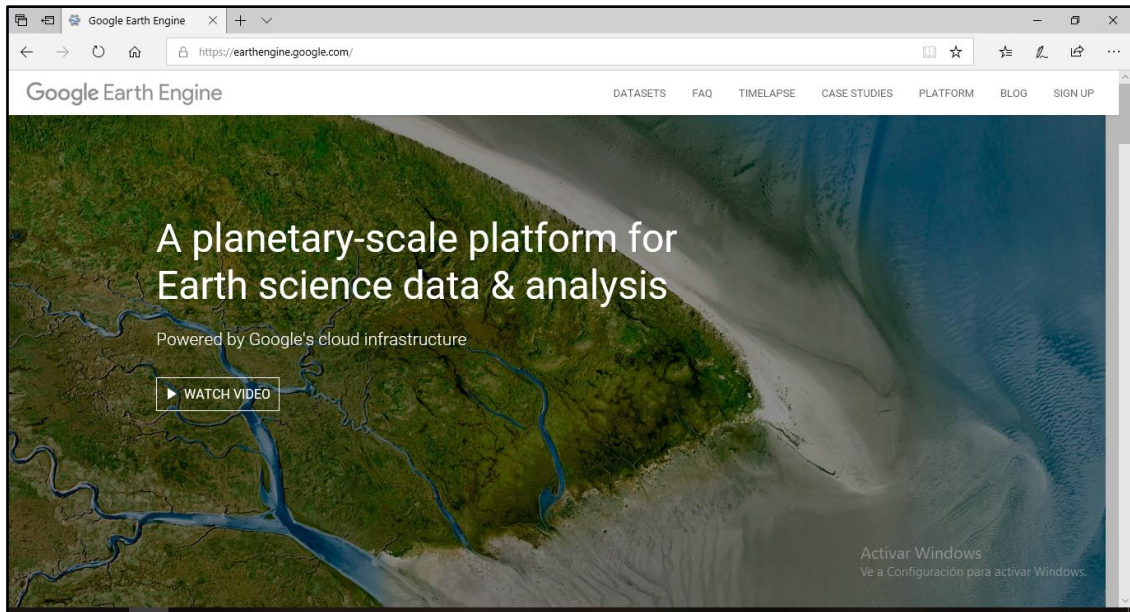 Google Earth Engine
https://earthengine.google.com/
Google Earth Engine
DATASETS FAQ TIMELAPSE CASE STUDIES PLATFORM BLOG SIGN UP
A planetary-scale platform for
Earth science data & analysis
Powered by Google's cloud infrastructure
WATCH VIDEO
Activar Windows
Ve a Configuración para activar Windows.